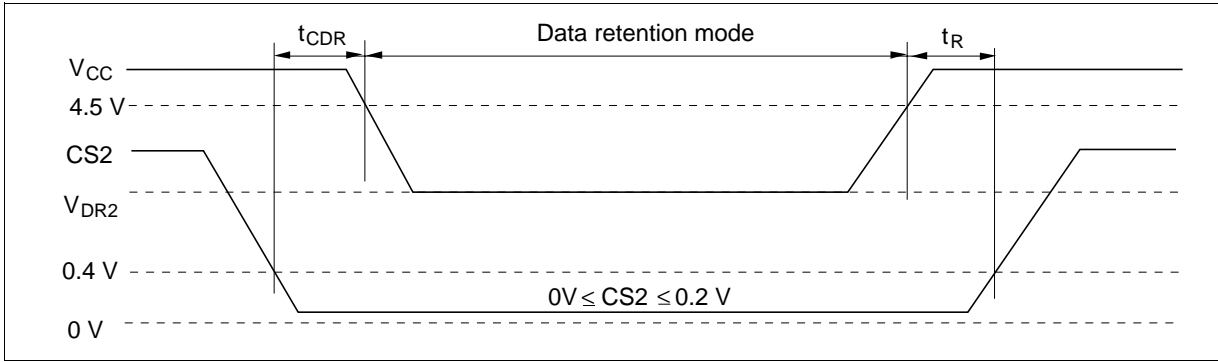 tCDR
Data retention mode
tR
VCC
4.5 V
CS2
VDR2
0.4 V
0V ≤ CS2 ≤ 0.2 V
0 V